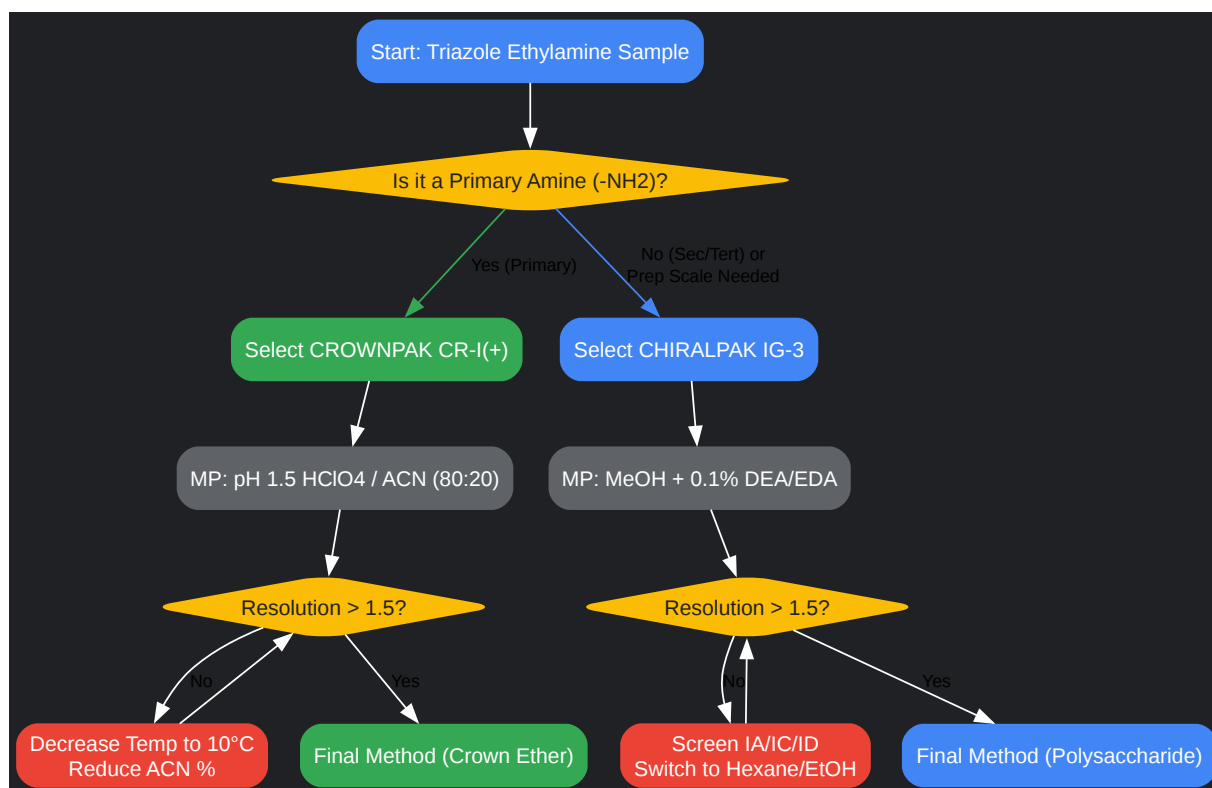 Start: Triazole Ethylamine Sample
Is it a Primary Amine (-NH2)?
Yes (Primary)
No (Sec/Tert) or
Prep Scale Needed
Select CROWNPAK CR-I(+)
Select CHIRALPAK IG-3
MP: pH 1.5 HClO4 / ACN (80:20)
MP: MeOH + 0.1% DEA/EDA
Resolution > 1.5?
Resolution > 1.5?
No
Yes
No
Yes
Decrease Temp to 10°C
Reduce ACN %
Final Method (Crown Ether)
Screen IA/IC/ID
Switch to Hexane/EtOH
Final Method (Polysaccharide)